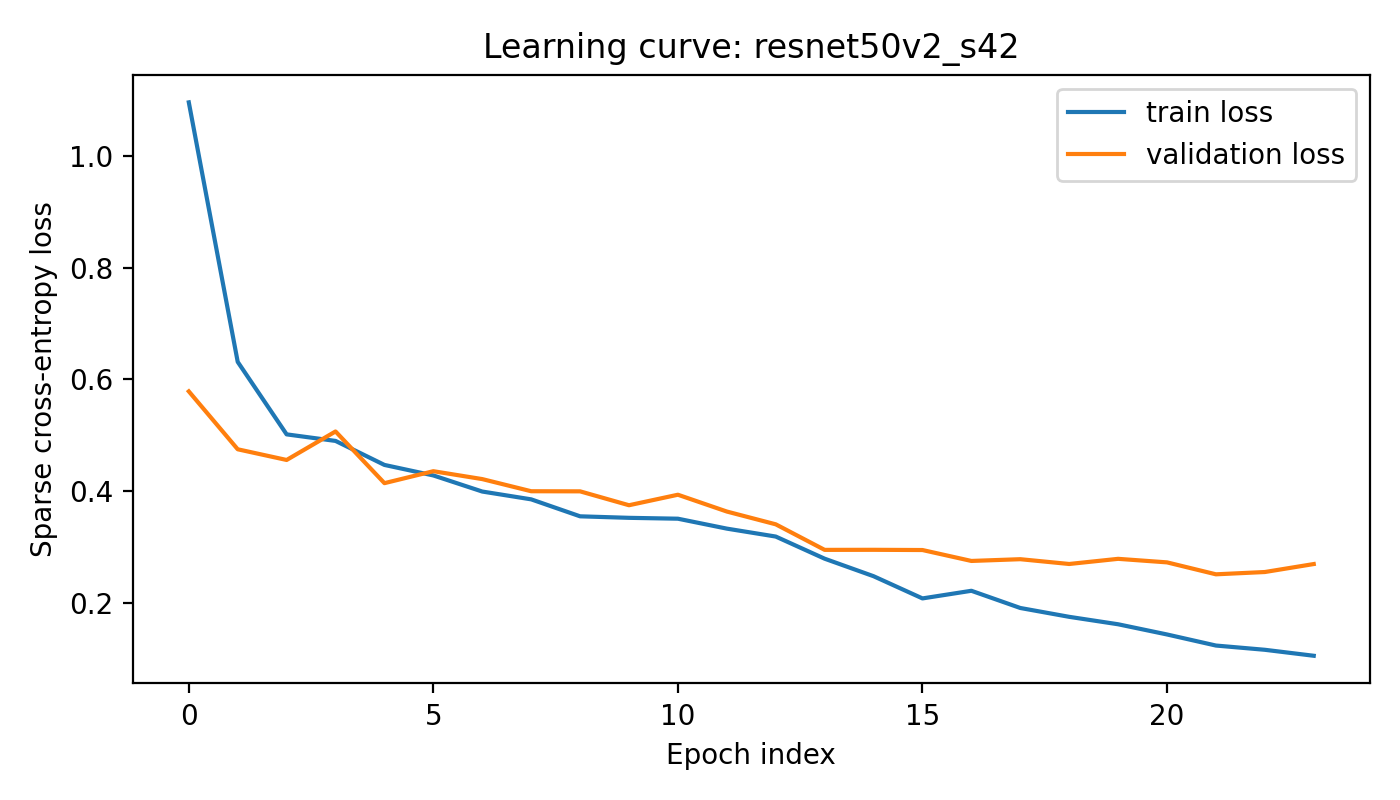 Learning curve: resnet50v2_s42
train loss
validation loss
Sparse cross-entropy loss
1.0
0.8
0.6
0.4
0.2
0 5 10 15 20
Epoch index